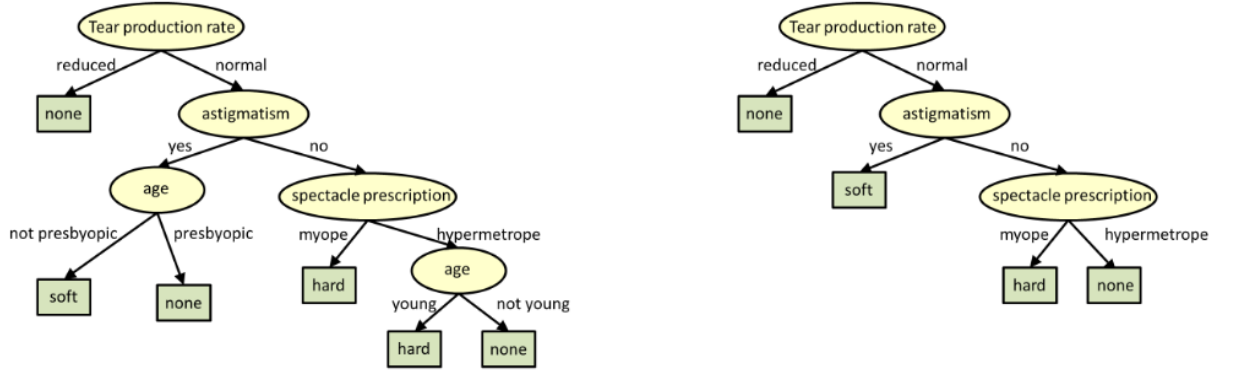 Tear production rate
reduced
normal
none
astigmatism
yes
no
age
spectacle prescription
not presbyopic
presbyopic
myope
hypermetrope
soft
none
hard
age
young
not young
hard
none
Tear production rate
reduced
normal
none
astigmatism
yes
no
soft
spectacle prescription
myope
hypermetrope
hard
none